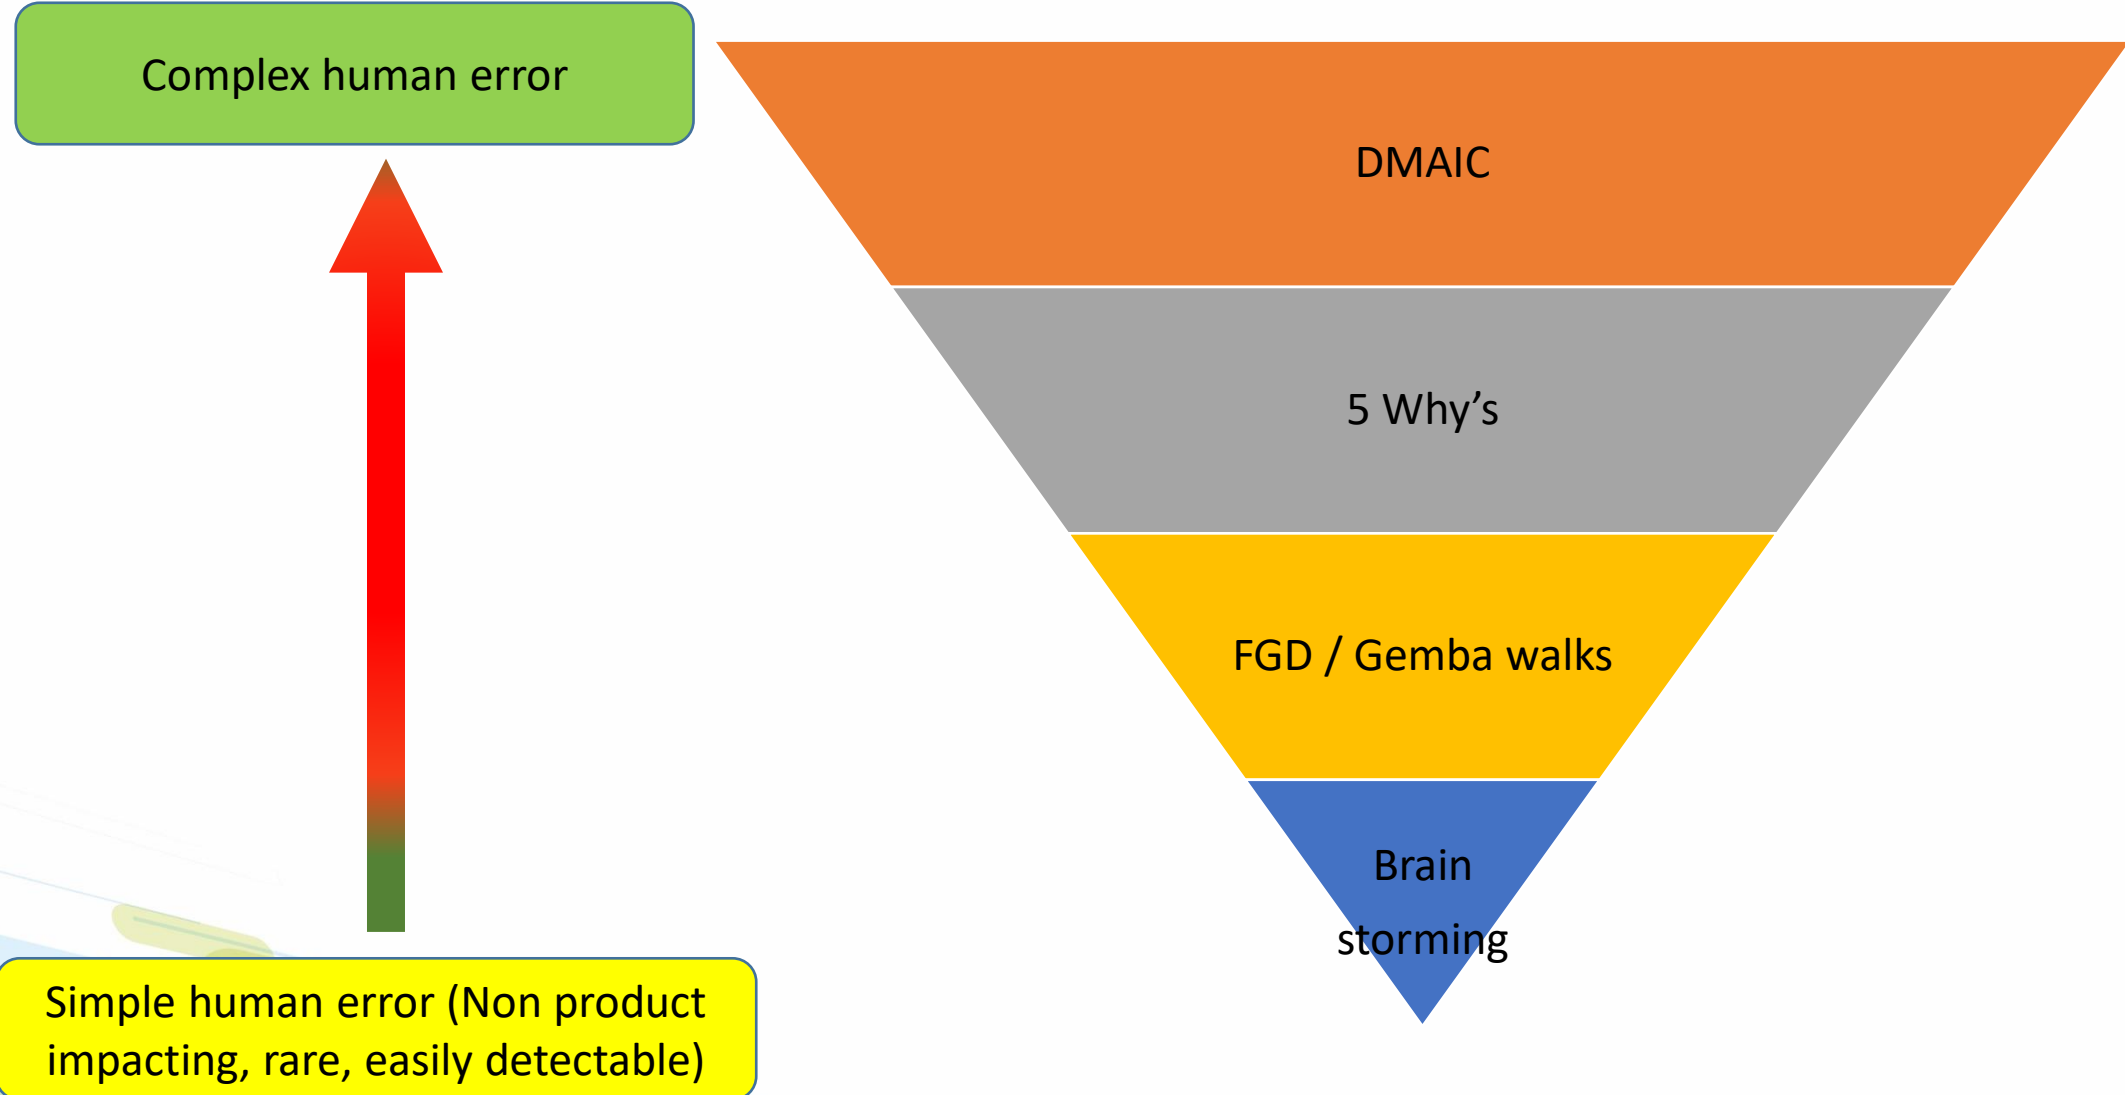 Complex human error
DMAIC
5 Why’s
FGD / Gemba walks
Brain
storming
Simple human error (Non product
impacting, rare, easily detectable)